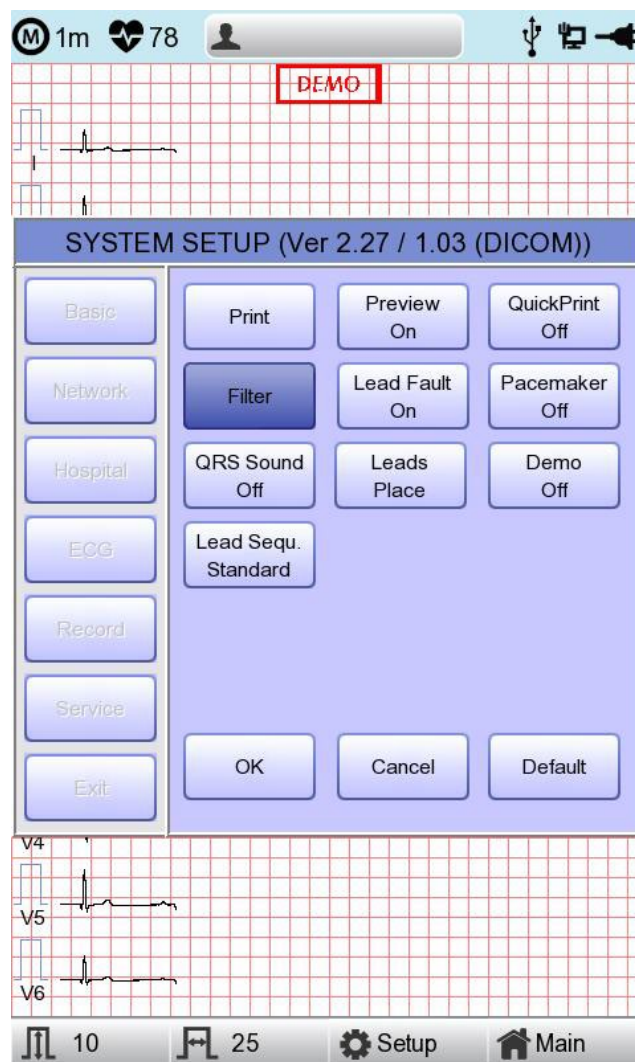 M 1m 78
DEMO
I
SYSTEM SETUP (Ver 2.27 / 1.03 (DICOM))
Basic
Network
Hospital
ECG
Record
Service
Exit
Print
Preview
On
QuickPrint
Off
Filter
Lead Fault
On
Pacemaker
Off
QRS Sound
Off
Leads
Place
Demo
Off
Lead Sequ.
Standard
OK
Cancel
Default
V4
V5
V6
10 25 Setup Main